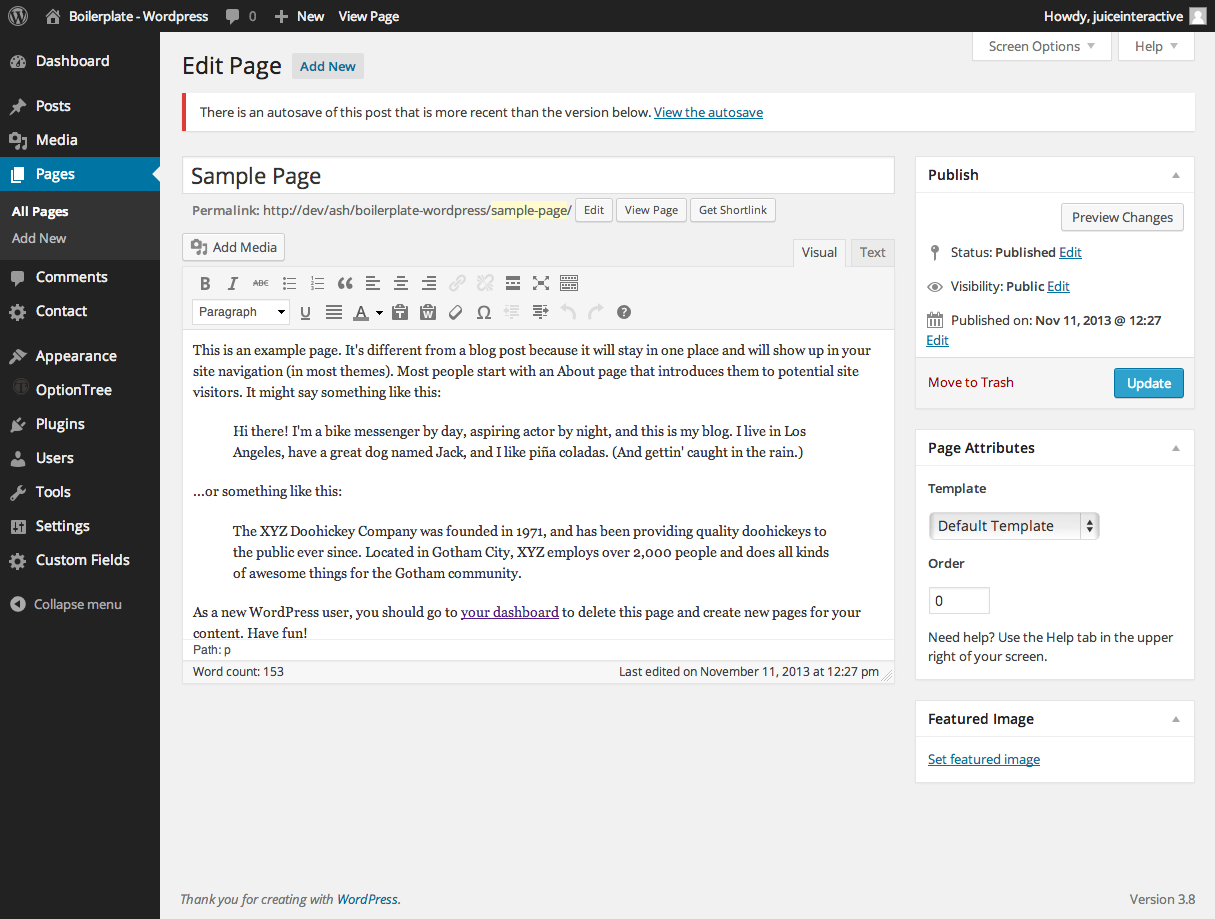 Boilerplate - Wordpress 0 New View Page Howdy, juiceinteractive
Screen Options Help
Dashboard
Posts
Media
Pages
All Pages
Add New
Comments
Contact
Appearance
OptionTree
Plugins
Users
Tools
Settings
Custom Fields
Collapse menu
Edit Page Add New
There is an autosave of this post that is more recent than the version below. View the autosave
Sample Page
Permalink: http://dev/ash/boilerplate-wordpress/sample-page/ Edit View Page Get Shortlink
Add Media Visual Text
B I ABC
Paragraph U A T W Ω ?
This is an example page. It's different from a blog post because it will stay in one place and will show up in your
site navigation (in most themes). Most people start with an About page that introduces them to potential site
visitors. It might say something like this:
Hi there! I'm a bike messenger by day, aspiring actor by night, and this is my blog. I live in Los
Angeles, have a great dog named Jack, and I like piña coladas. (And gettin' caught in the rain.)
...or something like this:
The XYZ Doohickey Company was founded in 1971, and has been providing quality doohickeys to
the public ever since. Located in Gotham City, XYZ employs over 2,000 people and does all kinds
of awesome things for the Gotham community.
As a new WordPress user, you should go to your dashboard to delete this page and create new pages for your
content. Have fun!
Path: p
Word count: 153 Last edited on November 11, 2013 at 12:27 pm
Publish
Preview Changes
Status: Published Edit
Visibility: Public Edit
Published on: Nov 11, 2013 @ 12:27
Edit
Move to Trash Update
Page Attributes
Template
Default Template
Order
0
Need help? Use the Help tab in the upper
right of your screen.
Featured Image
Set featured image
Thank you for creating with WordPress. Version 3.8